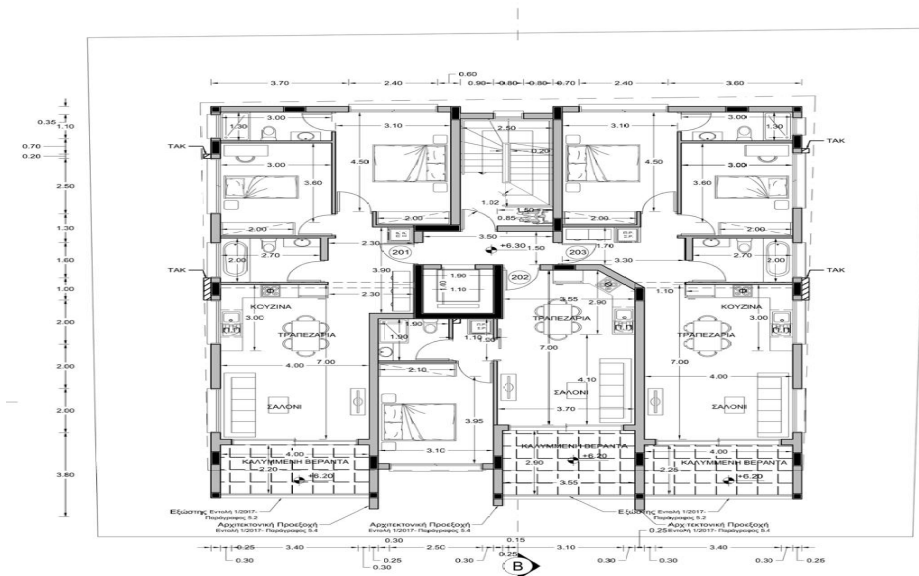 0.60
3.70 2.40 0.90 0.80 0.80 0.70 2.40 3.60
0.35
1.10
0.70
0.20
2.50
1.30
1.60
1.00
2.00
2.00
2.00
3.80
TAK
TAK
TAK
TAK
1.30 3.00 3.10 2.50 3.10 3.00 1.30
0.20
3.00 4.50 4.50 3.00
3.60 3.60
1.02
1.50
0.85
2.00 2.00 2.00 2.00
2.30 3.50 1.70
201 +6.30 1.50 203
2.00 2.70 202 3.30 2.70 2.00
3.90 1.90
1.40 1.10
2.30 3.55 2.90 1.10
ΚΟΥΖΙΝΑ ΚΟΥΖΙΝΑ
3.00 ΤΡΑΠΕΖΑΡΙΑ ΤΡΑΠΕΖΑΡΙΑ ΤΡΑΠΕΖΑΡΙΑ 3.00
1.90
1.90 1.10
7.00 7.00 7.00
4.00 2.10 4.10 4.00
ΣΑΛΟΝΙ ΣΑΛΟΝΙ ΣΑΛΟΝΙ
3.95 3.70
3.10
4.00 ΚΑΛΥΜΜΕΝΗ ΒΕΡΑΝΤΑ 4.00
ΚΑΛΥΜΜΕΝΗ ΒΕΡΑΝΤΑ ΚΑΛΥΜΜΕΝΗ ΒΕΡΑΝΤΑ
2.20 +6.20 2.90 +6.20 2.25 +6.20
3.55
Εξώστης Εντολή 1/2017- Παράγραφος 5.2
Εξώστης Εντολή 1/2017- Παράγραφος 5.2
Αρχιτεκτονική Προεξοχή
Εντολή 1/2017- Παράγραφος 5.4
Αρχιτεκτονική Προεξοχή
Εντολή 1/2017- Παράγραφος 5.4
Αρχιτεκτονική Προεξοχή
Εντολή 1/2017- Παράγραφος 5.4
0.25 3.40 0.30 2.50 0.30 0.15 3.10 0.25 3.40 0.30
0.30 0.25 0.25 0.25 0.30 0.25
0.30 B